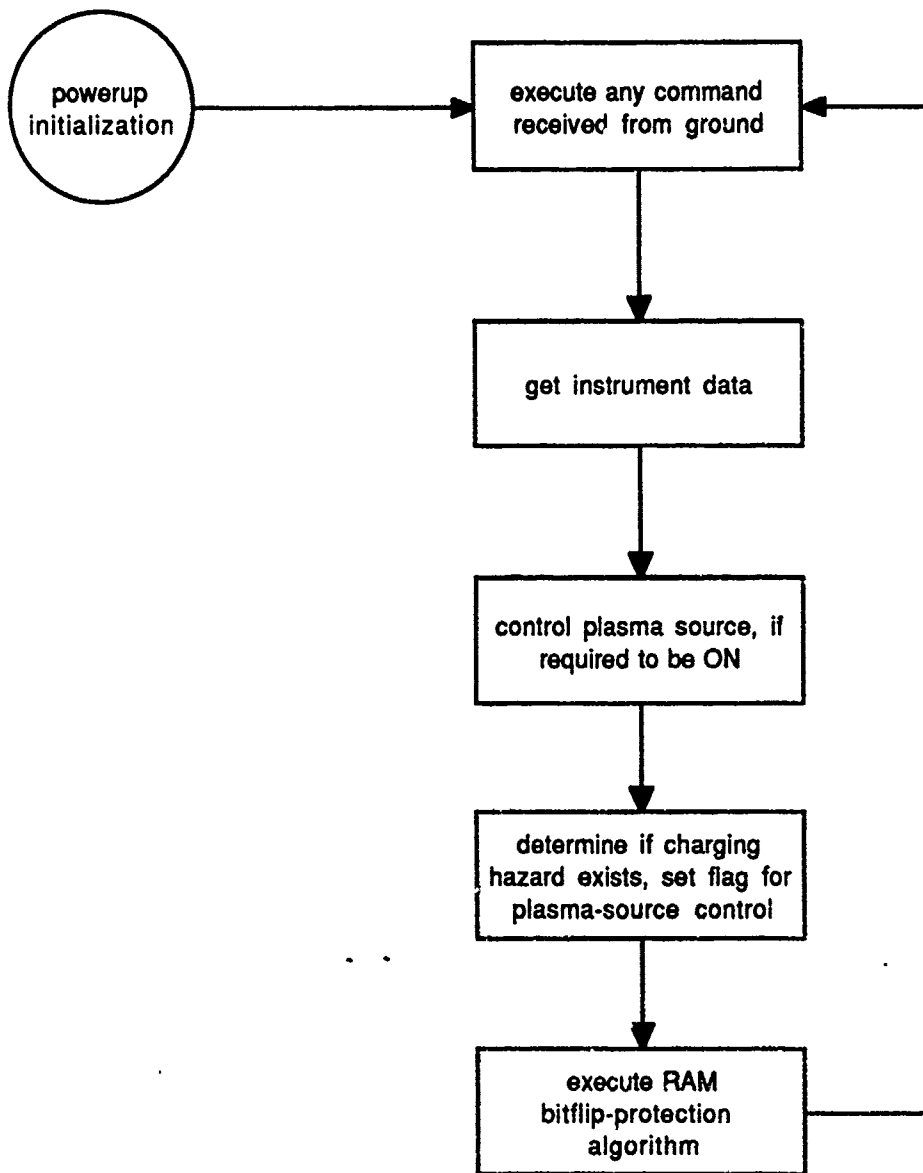 powerup
initialization
execute any command
received from ground
get instrument data
control plasma source, if
required to be ON
determine if charging
hazard exists, set flag for
plasma-source control
execute RAM
bitflip-protection
algorithm